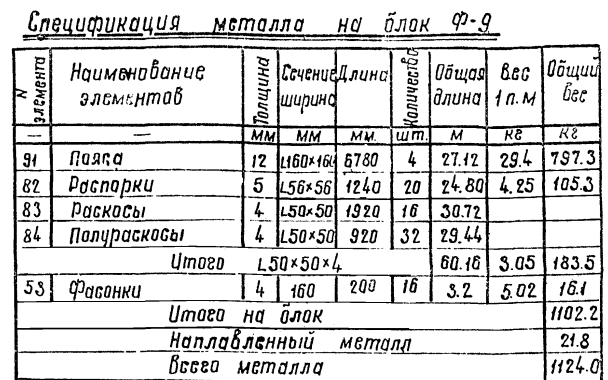 Спецификация металла на блок Ф-9
N элемента Наименование элементов Толщина Сечение ширина Длина Количество Общая длина Вес 1 п.м Общий вес
— — мм мм мм. шт. м кг кг
91 Пояса 12 L160×160 6780 4 27.12 29.4 797.3
82 Распорки 5 L56×56 1240 20 24.80 4.25 105.3
83 Раскосы 4 L50×50 1920 16 30.72
84 Полураскосы 4 L50×50 920 32 29.44
Итого L50×50×4 60.16 3.05 183.5
53 Фасонки 4 160 200 16 3.2 5.02 16.1
Итого на блок 1102.2
Наплавленный металл 21.8
Всего металла 1124.0